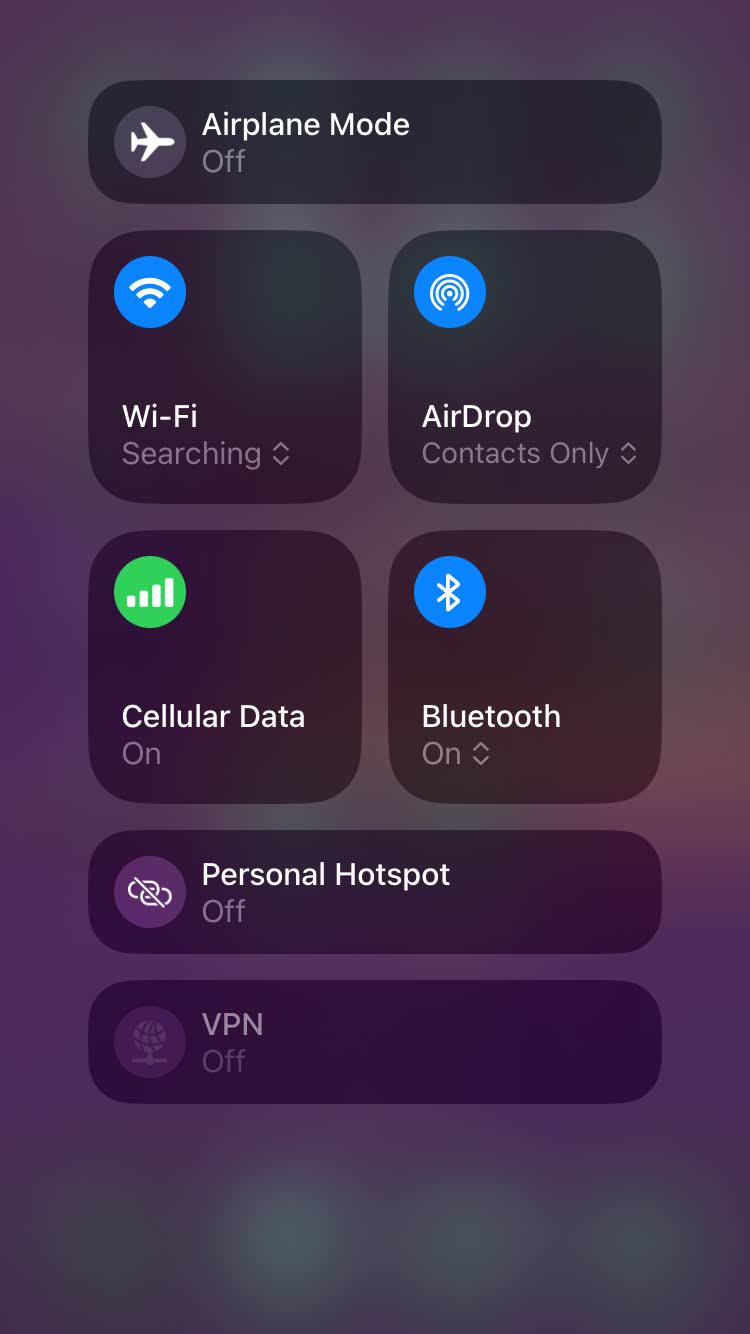 Airplane Mode
Off
Wi-Fi
Searching
AirDrop
Contacts Only
Cellular Data
On
Bluetooth
On
Personal Hotspot
Off
VPN
Off